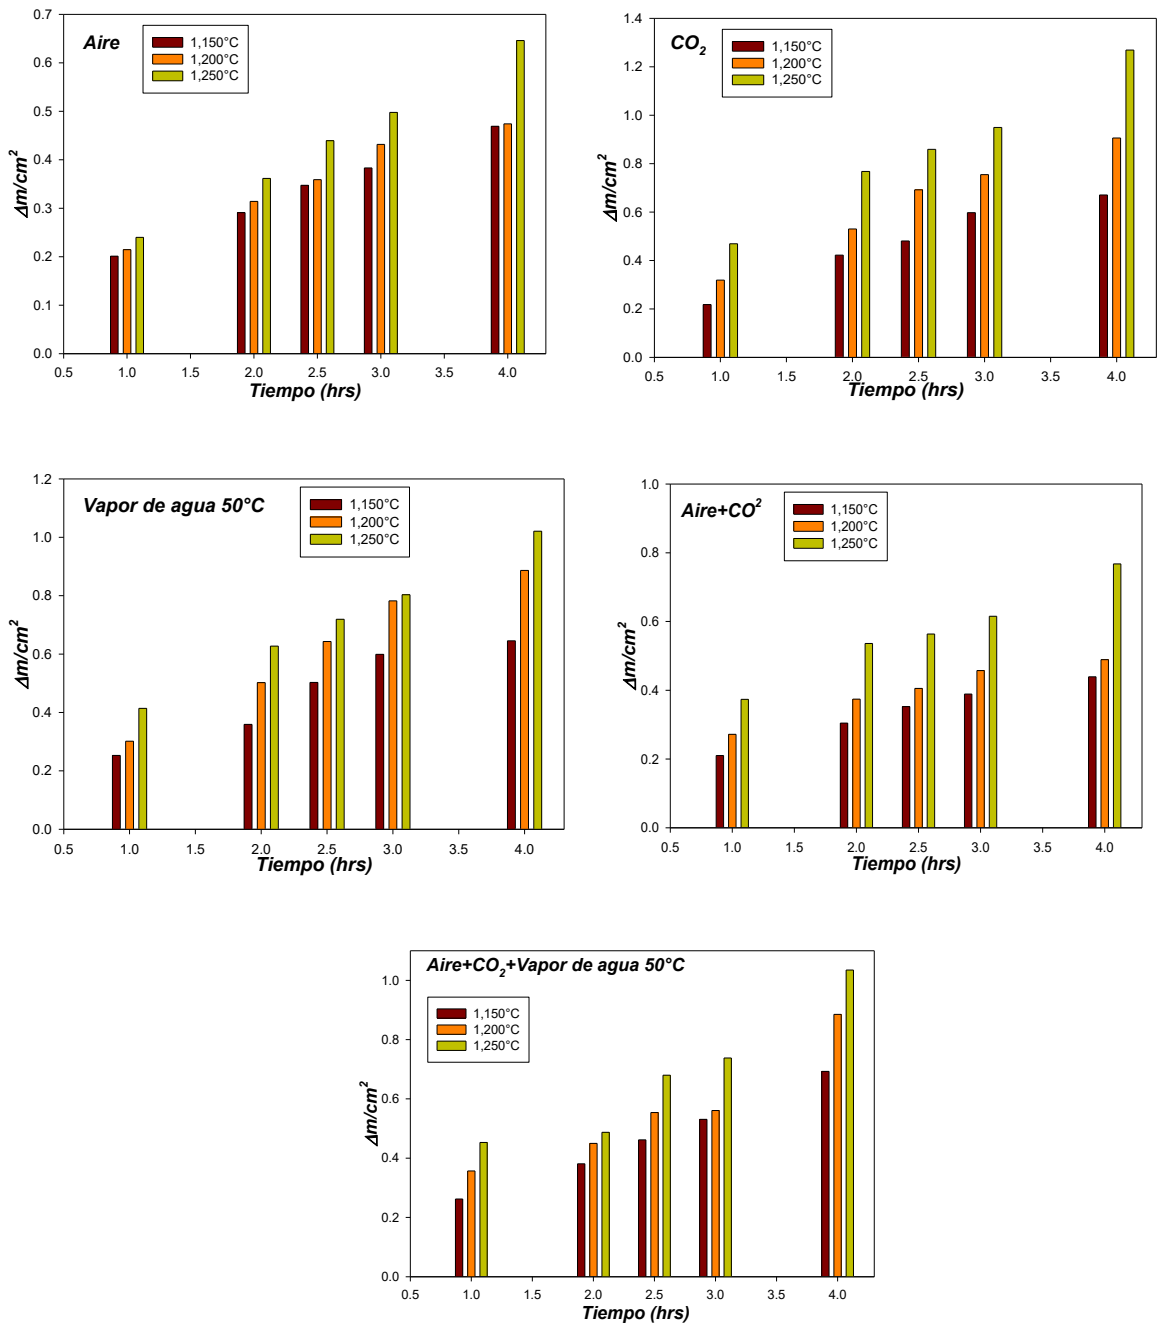 Aire
1,150°C
1,200°C
1,250°C
0.7
0.6
0.5
0.4
0.3
0.2
0.1
0.0
Δm/cm²
0.5 1.0 1.5 2.0 2.5 3.0 3.5 4.0
Tiempo (hrs)
CO₂
1,150°C
1,200°C
1,250°C
1.4
1.2
1.0
0.8
0.6
0.4
0.2
0.0
Δm/cm²
0.5 1.0 1.5 2.0 2.5 3.0 3.5 4.0
Tiempo (hrs)
Vapor de agua 50°C
1,150°C
1,200°C
1,250°C
1.2
1.0
0.8
0.6
0.4
0.2
0.0
Δm/cm²
0.5 1.0 1.5 2.0 2.5 3.0 3.5 4.0
Tiempo (hrs)
Aire+CO²
1,150°C
1,200°C
1,250°C
1.0
0.8
0.6
0.4
0.2
0.0
Δm/cm²
0.5 1.0 1.5 2.0 2.5 3.0 3.5 4.0
Tiempo (hrs)
Aire+CO₂+Vapor de agua 50°C
1,150°C
1,200°C
1,250°C
1.0
0.8
0.6
0.4
0.2
0.0
Δm/cm²
0.5 1.0 1.5 2.0 2.5 3.0 3.5 4.0
Tiempo (hrs)